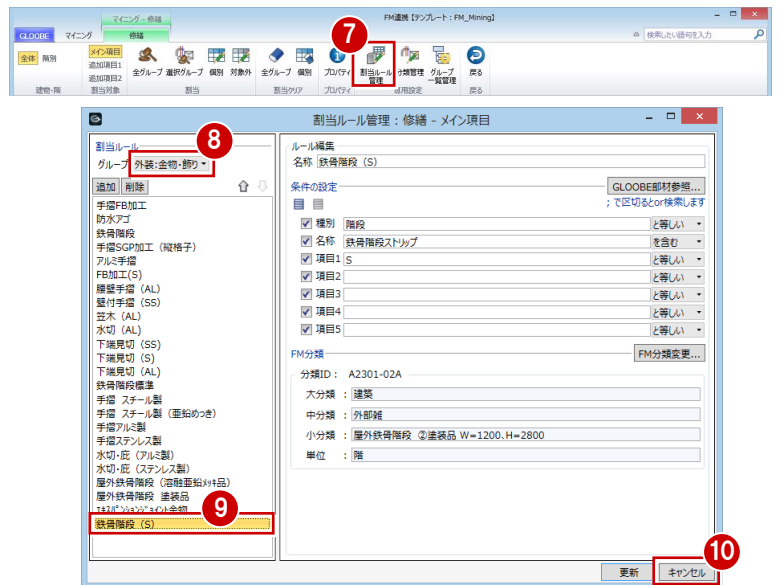 マイニング - 修繕
FM連携【テンプレート：FM_Mining】
GLOOBE マイニング 修繕
検索したい語句を入力
7
全体 階別
建物・階
メイン項目
追加項目1
追加項目2
割当対象
全グループ 選択グループ 個別 対象外
割当
全グループ 個別
割当クリア
プロパティ
プロパティ
割当ルール管理 分類管理 グループ一覧管理
戻る
戻る
割当ルール管理：修繕 - メイン項目
8
割当ルール
グループ 外装:金物・飾り
追加 削除
手摺FB加工
防水アゴ
鉄骨階段
手摺SGP加工（縦格子）
アルミ手摺
FB加工(S)
腰壁手摺（AL）
壁付手摺（SS）
笠木（AL）
水切（AL）
下端見切（SS）
下端見切（S）
下端見切（AL）
鉄骨階段標準
手摺 スチール製
手摺 スチール製（亜鉛めっき）
手摺アルミ製
手摺ステンレス製
水切・庇（アルミ製）
水切・庇（ステンレス製）
屋外鉄骨階段（溶融亜鉛ﾒｯｷ品）
屋外鉄骨階段 塗装品
ｴｷｽﾊﾟﾝｼｮﾝｼﾞｮｲﾝﾄ金物
9
鉄骨階段（S）
ルール編集
名称 鉄骨階段（S）
条件の設定 GLOOBE部材参照...
; で区切るとor検索します
種別 階段 と等しい
名称 鉄骨階段ストリップ を含む
項目1 S と等しい
項目2 と等しい
項目3 と等しい
項目4 と等しい
項目5 と等しい
FM分類 FM分類変更...
分類ID： A2301-02A
大分類 ：建築
中分類 ：外部雑
小分類 ：屋外鉄骨階段 ②塗装品 W=1200、H=2800
単位 ：階
10
更新 キャンセル